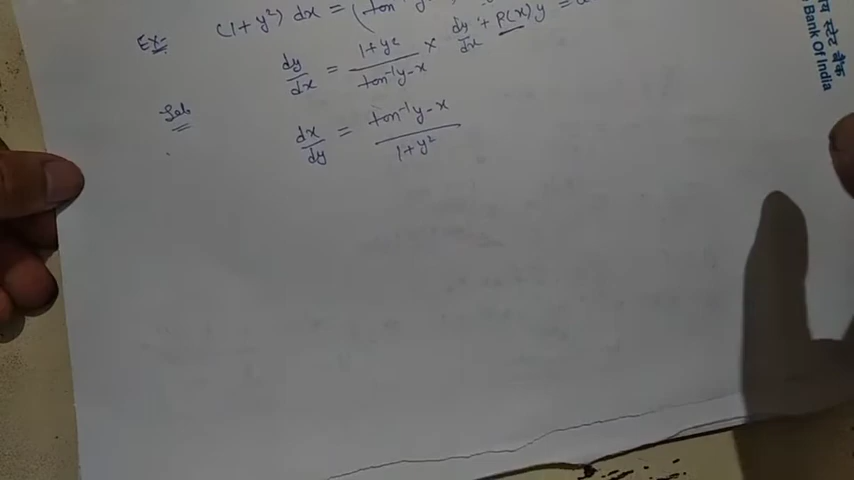 Ex- (1+y²) dx = (tan⁻¹y
dy/dx = 1+y²/tan⁻¹y-x × dy/dx + P(x)y =
Sol dx/dy = tan⁻¹y-x/1+y²
स्टेट बैंक
Bank Of India